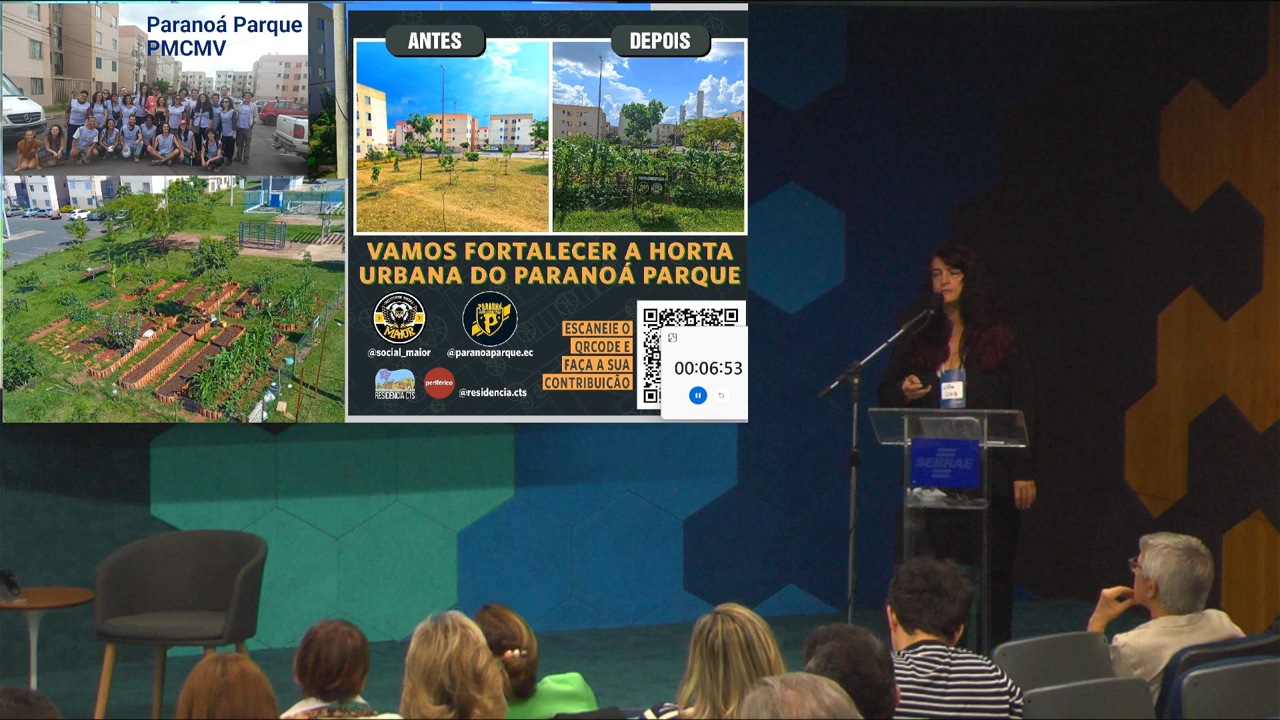 Paranoá Parque
PMCMV
ANTES
DEPOIS
VAMOS FORTALECER A HORTA
URBANA DO PARANOÁ PARQUE
MAIOR
@social_maior
@paranoaparque.ec
RESIDÊNCIA CTS
periférico
@residencia.cts
ESCANEIE O
QRCODE E
FAÇA A SUA
CONTRIBUIÇÃO
00:06:53
SEBRAE